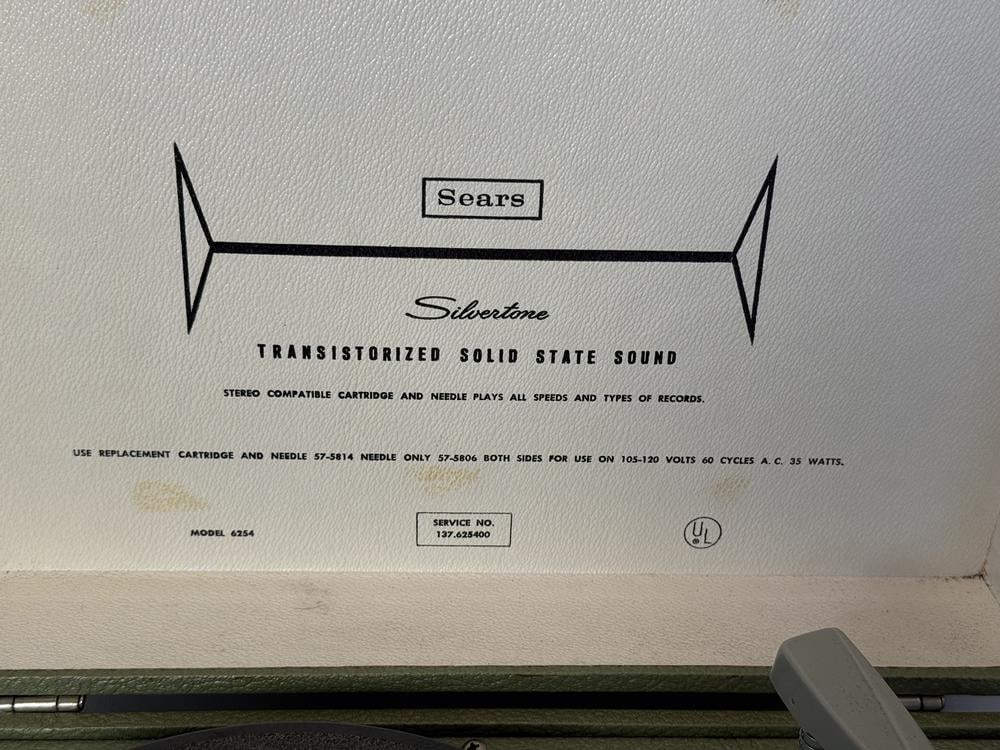 Sears
Silvertone
TRANSISTORIZED SOLID STATE SOUND
STEREO COMPATIBLE CARTRIDGE AND NEEDLE PLAYS ALL SPEEDS AND TYPES OF RECORDS.
USE REPLACEMENT CARTRIDGE AND NEEDLE 57-5814 NEEDLE ONLY 57-5806 BOTH SIDES FOR USE ON 105-120 VOLTS 60 CYCLES A.C. 35 WATTS.
MODEL 6254
SERVICE NO.
137.625400
UL
®